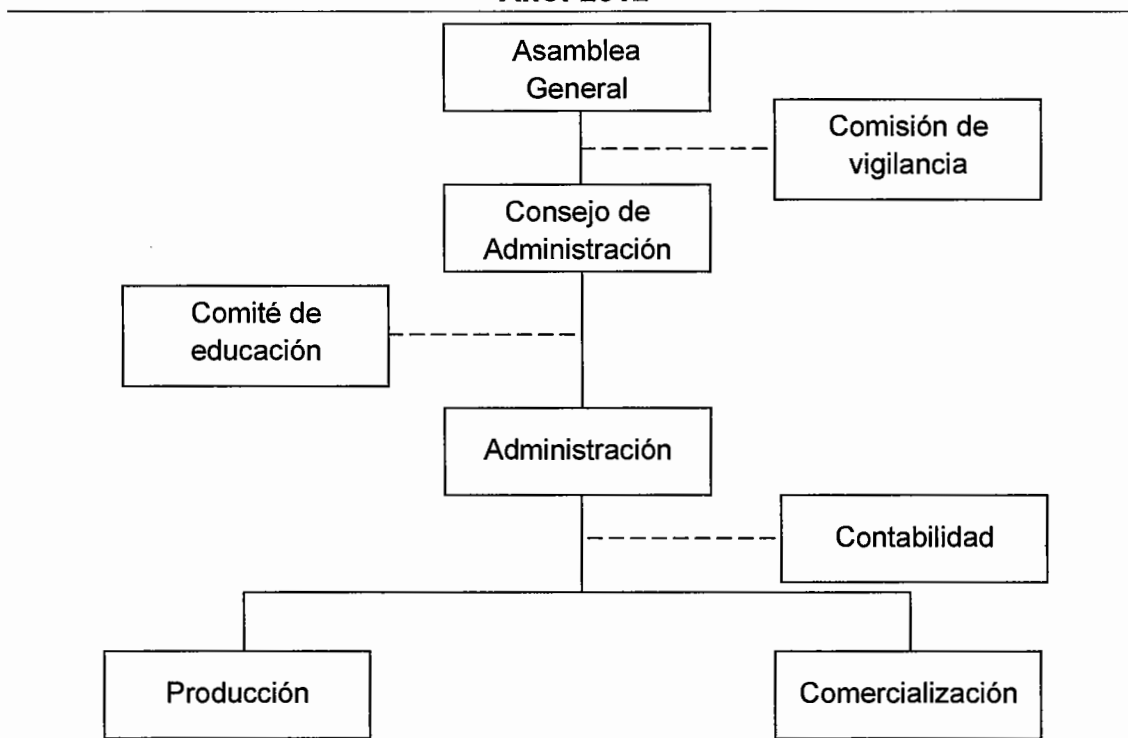 Asamblea
General
Comisión de
vigilancia
Consejo de
Administración
Comité de
educación
Administración
Contabilidad
Producción
Comercialización